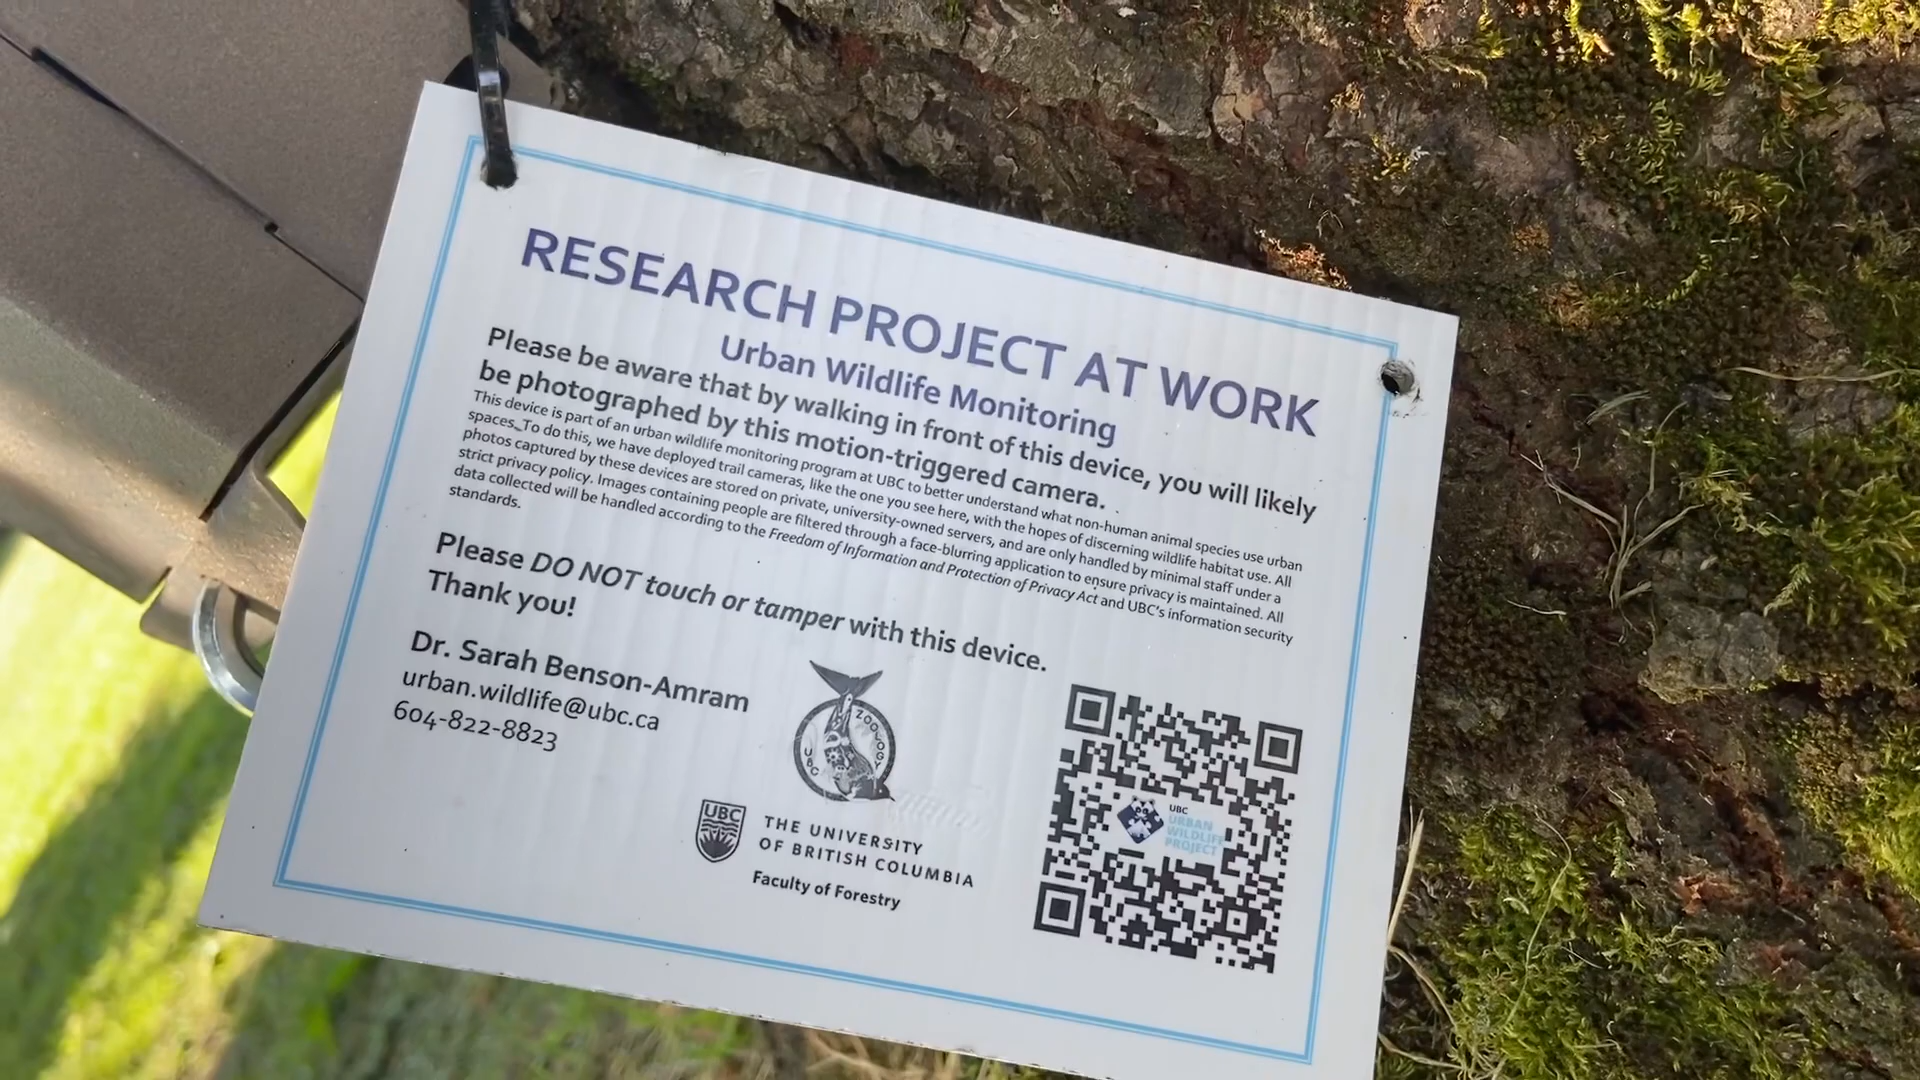 RESEARCH PROJECT AT WORK
Urban Wildlife Monitoring
Please be aware that by walking in front of this device, you will likely
be photographed by this motion-triggered camera.
This device is part of an urban wildlife monitoring program at UBC to better understand what non-human animal species use urban
spaces. To do this, we have deployed trail cameras, like the one you see here, with the hopes of discerning wildlife habitat use. All
photos captured by these devices are stored on private, university-owned servers, and are only handled by minimal staff under a
strict privacy policy. Images containing people are filtered through a face-blurring application to ensure privacy is maintained. All
data collected will be handled according to the Freedom of Information and Protection of Privacy Act and UBC's information security
standards.
Please DO NOT touch or tamper with this device.
Thank you!
Dr. Sarah Benson-Amram
urban.wildlife@ubc.ca
604-822-8823
UBC ZOOLOGY
UBC
THE UNIVERSITY
OF BRITISH COLUMBIA
Faculty of Forestry
UBC
URBAN
WILDLIFE
PROJECT